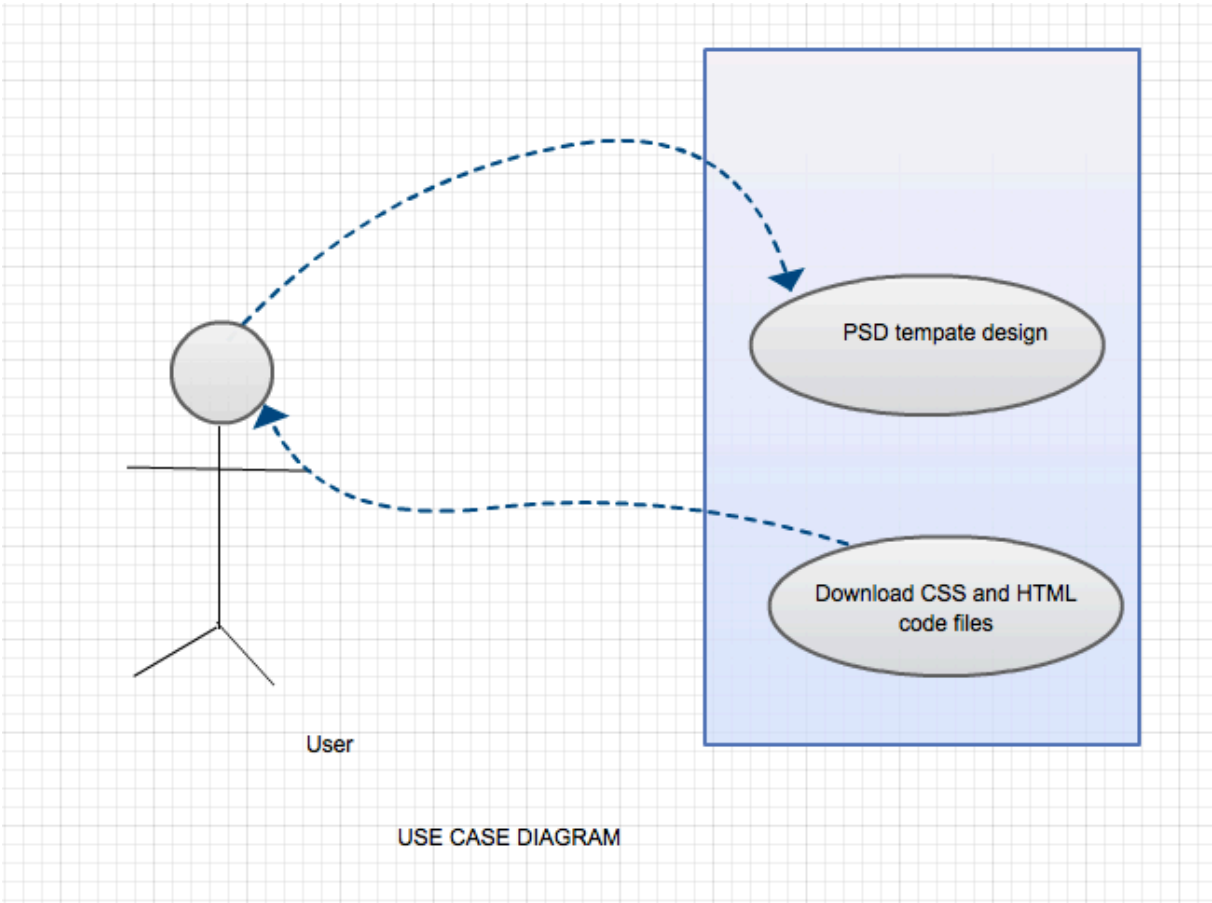 PSD tempate design
Download CSS and HTML
code files
User
USE CASE DIAGRAM